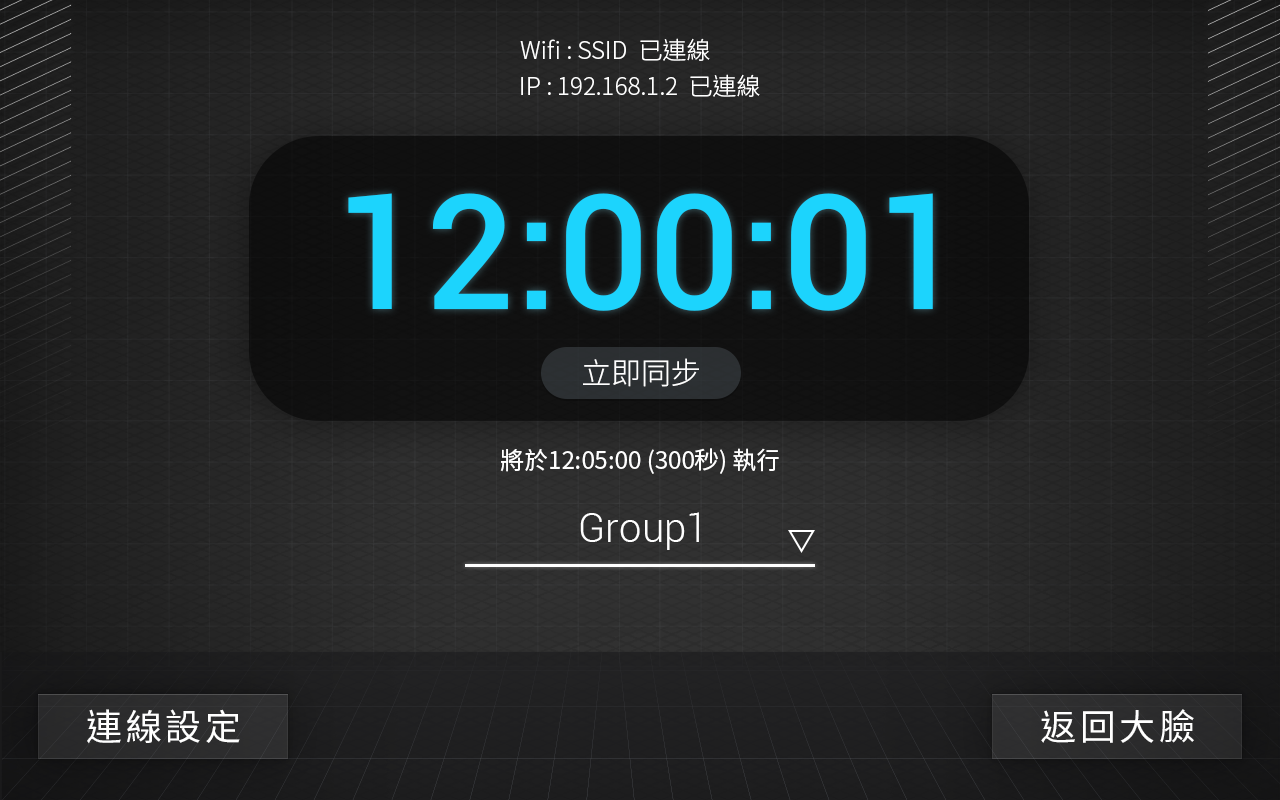 Wifi : SSID 已連線
IP : 192.168.1.2 已連線
12:00:01
立即同步
將於12:05:00 (300秒) 執行
Group1
連線設定
返回大臉